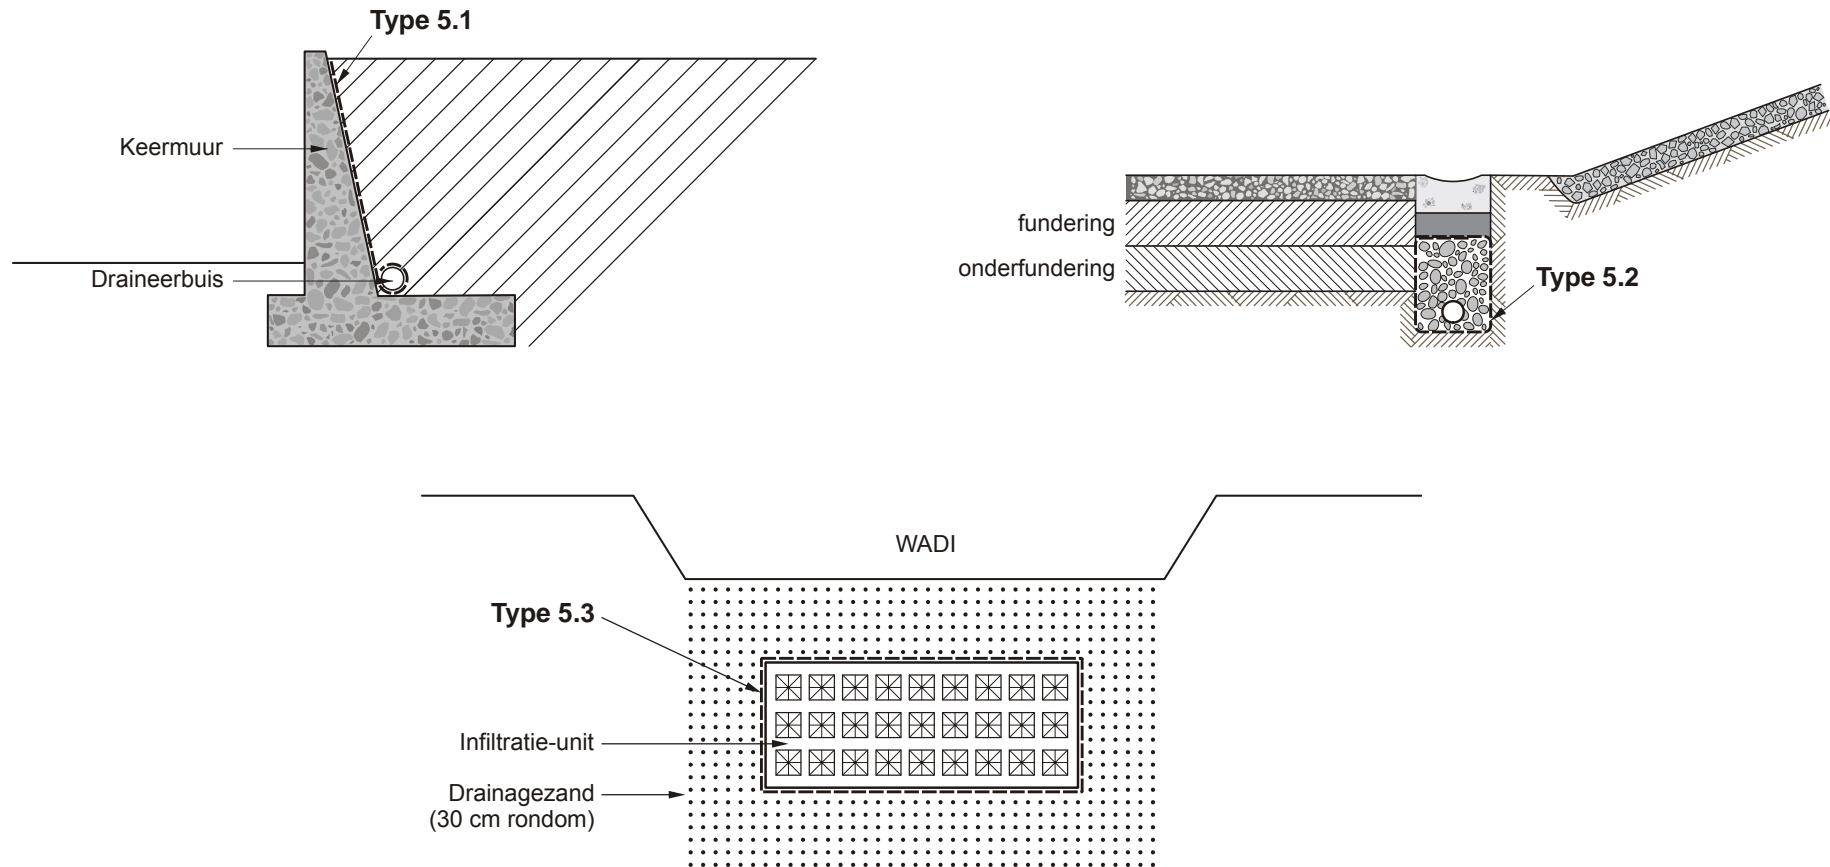 Type 5.1
Keermuur
Draineerbuis
fundering
onderfundering
Type 5.2
WADI
Type 5.3
Infiltratie-unit
Drainagezand
(30 cm rondom)